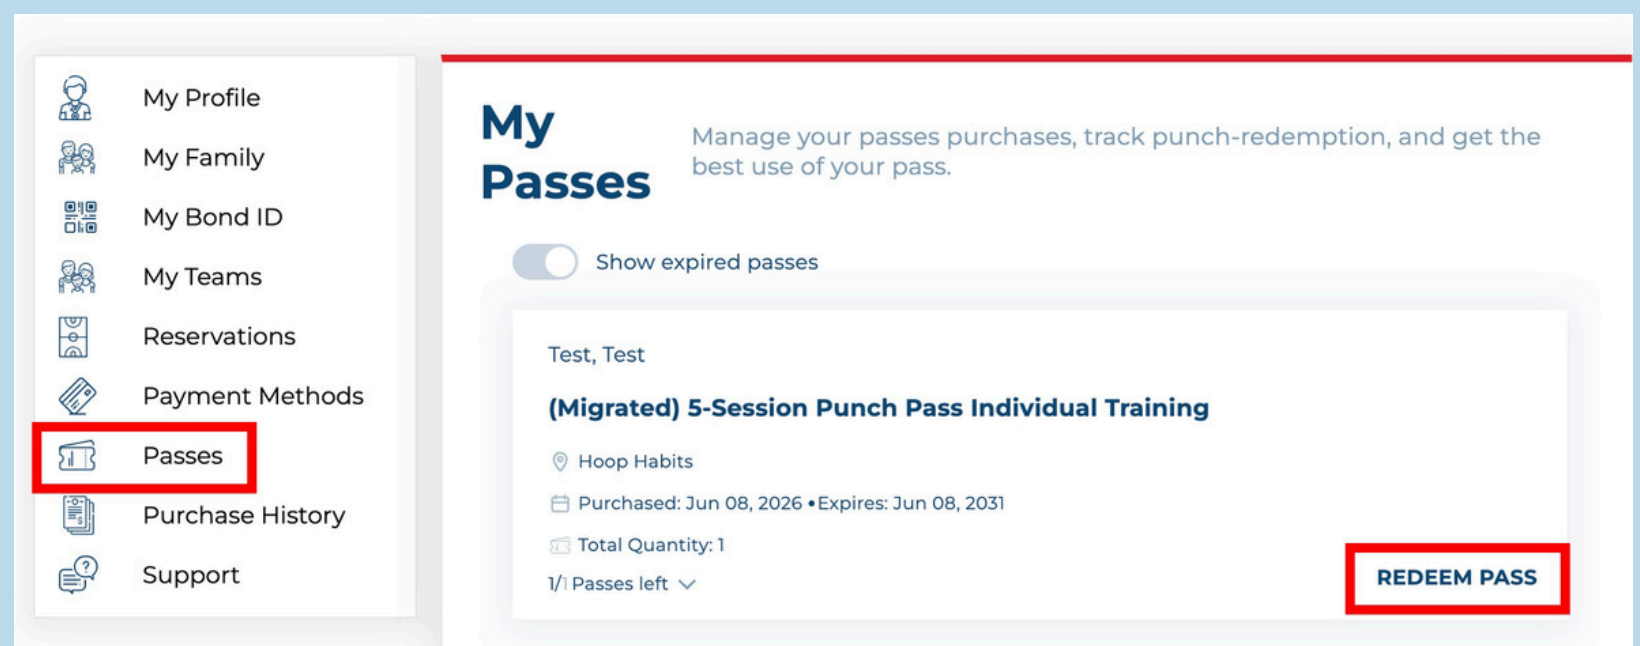 My Profile
My Family
My Bond ID
My Teams
Reservations
Payment Methods
Passes
Purchase History
Support
My
Passes
Manage your passes purchases, track punch-redemption, and get the
best use of your pass.
Show expired passes
Test, Test
(Migrated) 5-Session Punch Pass Individual Training
Hoop Habits
Purchased: Jun 08, 2026 • Expires: Jun 08, 2031
Total Quantity: 1
1/1 Passes left
REDEEM PASS